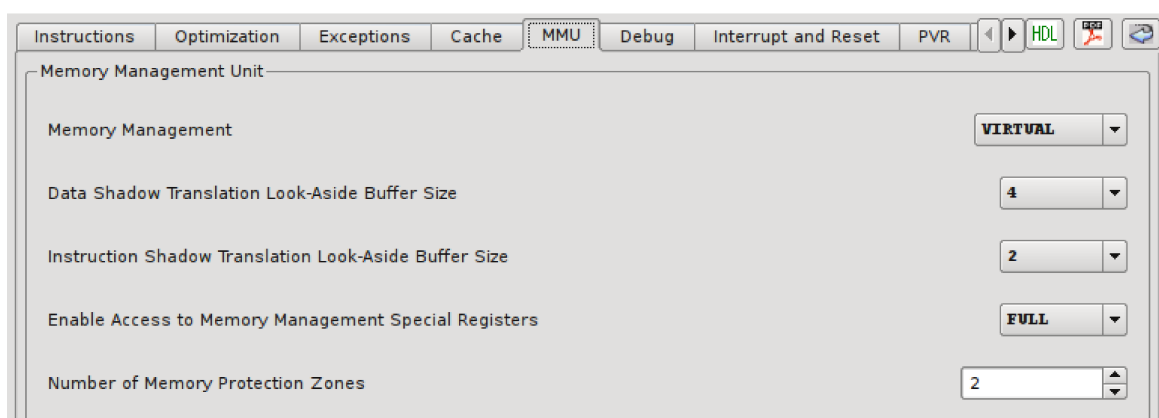 Instructions Optimization Exceptions Cache MMU Debug Interrupt and Reset PVR HDL
Memory Management Unit
Memory Management VIRTUAL
Data Shadow Translation Look-Aside Buffer Size 4
Instruction Shadow Translation Look-Aside Buffer Size 2
Enable Access to Memory Management Special Registers FULL
Number of Memory Protection Zones 2